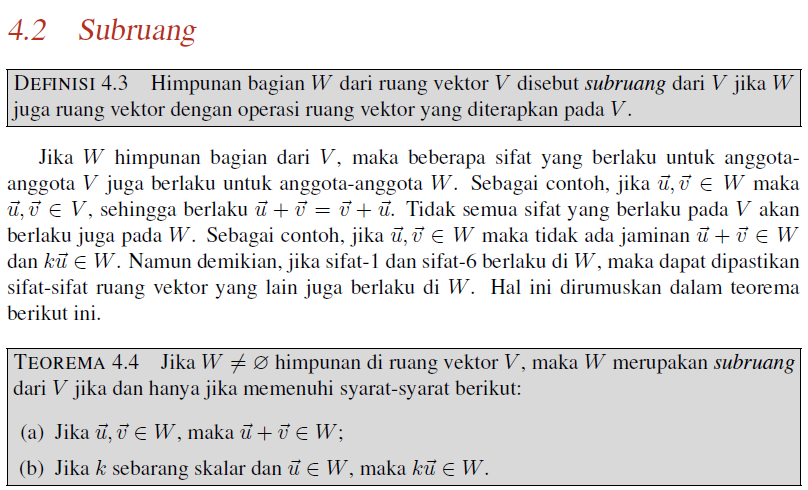 4.2 Subruang
DEFINISI 4.3 Himpunan bagian W dari ruang vektor V disebut subruang dari V jika W
juga ruang vektor dengan operasi ruang vektor yang diterapkan pada V.
Jika W himpunan bagian dari V, maka beberapa sifat yang berlaku untuk anggota-
anggota V juga berlaku untuk anggota-anggota W. Sebagai contoh, jika u⃗, v⃗ ∈ W maka
u⃗, v⃗ ∈ V, sehingga berlaku u⃗ + v⃗ = v⃗ + u⃗. Tidak semua sifat yang berlaku pada V akan
berlaku juga pada W. Sebagai contoh, jika u⃗, v⃗ ∈ W maka tidak ada jaminan u⃗ + v⃗ ∈ W
dan ku⃗ ∈ W. Namun demikian, jika sifat-1 dan sifat-6 berlaku di W, maka dapat dipastikan
sifat-sifat ruang vektor yang lain juga berlaku di W. Hal ini dirumuskan dalam teorema
berikut ini.
TEOREMA 4.4 Jika W ≠ ∅ himpunan di ruang vektor V, maka W merupakan subruang
dari V jika dan hanya jika memenuhi syarat-syarat berikut:
(a) Jika u⃗, v⃗ ∈ W, maka u⃗ + v⃗ ∈ W;
(b) Jika k sebarang skalar dan u⃗ ∈ W, maka ku⃗ ∈ W.